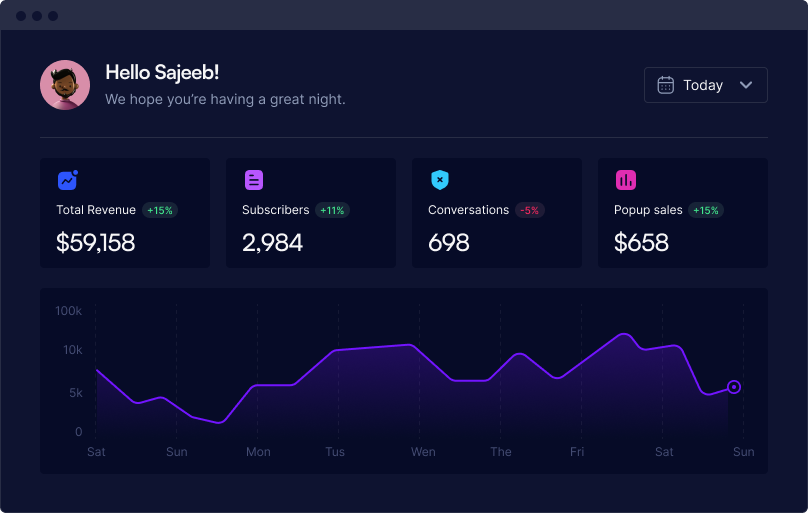 Hello Sajeeb!
We hope you're having a great night.
Today
Total Revenue +15%
$59,158
Subscribers +11%
2,984
Conversations -5%
698
Popup sales +15%
$658
100k
10k
5k
0
Sat Sun Mon Tus Wen The Fri Sat Sun